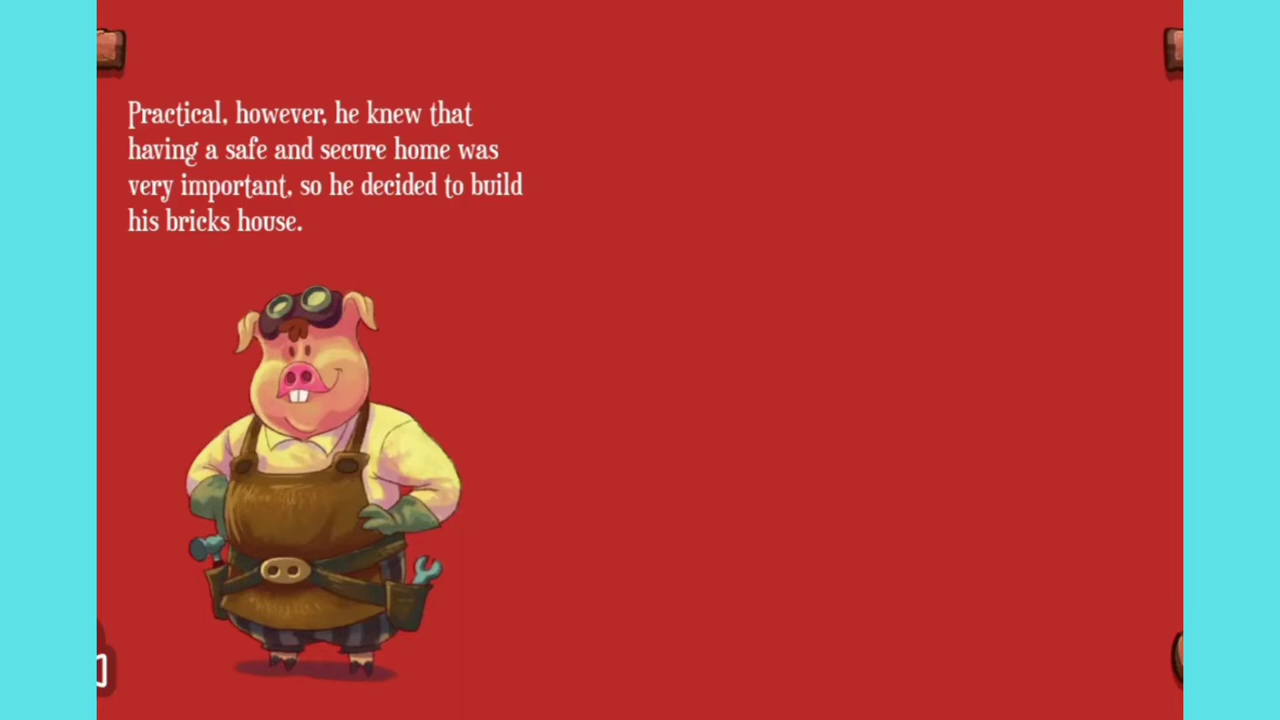 Practical, however, he knew that
having a safe and secure home was
very important, so he decided to build
his bricks house.